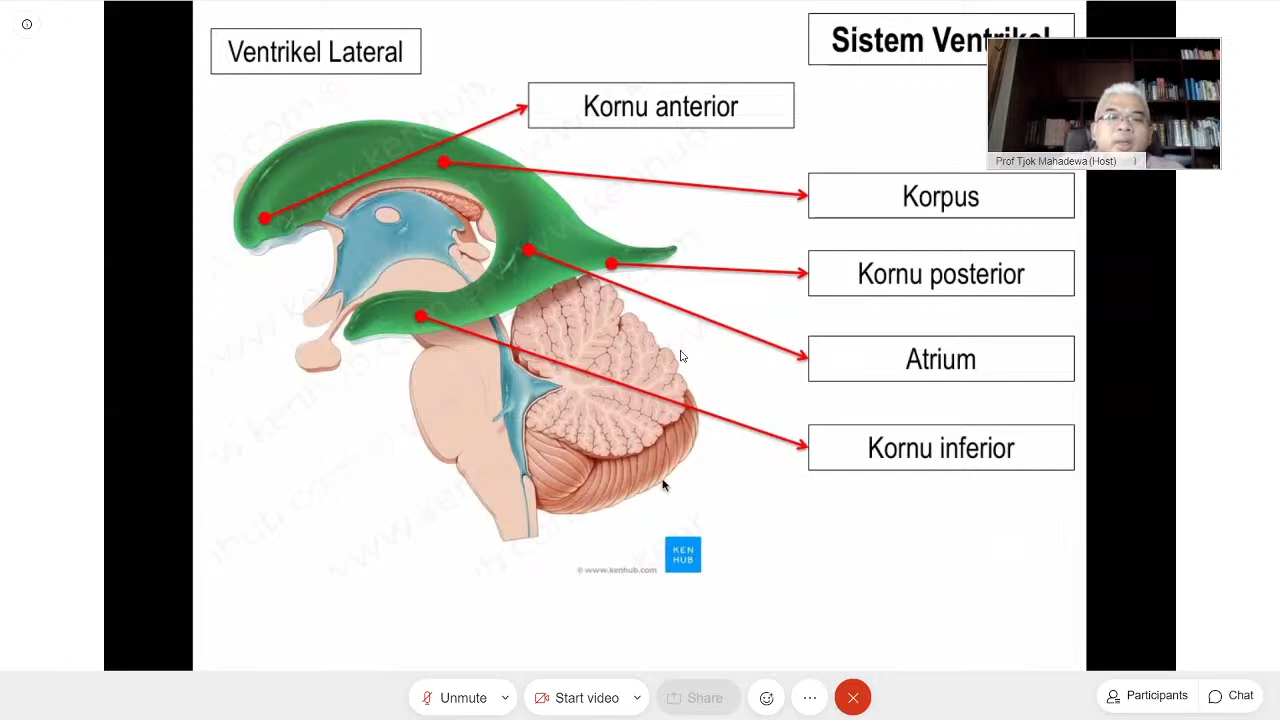 Ventrikel Lateral
Sistem Ventrikel
Kornu anterior
Prof Tjok Mahadewa (Host)
Korpus
Kornu posterior
Atrium
Kornu inferior
KEN
HUB
© www.kenhub.com
Unmute
Start video
Share
Participants
Chat